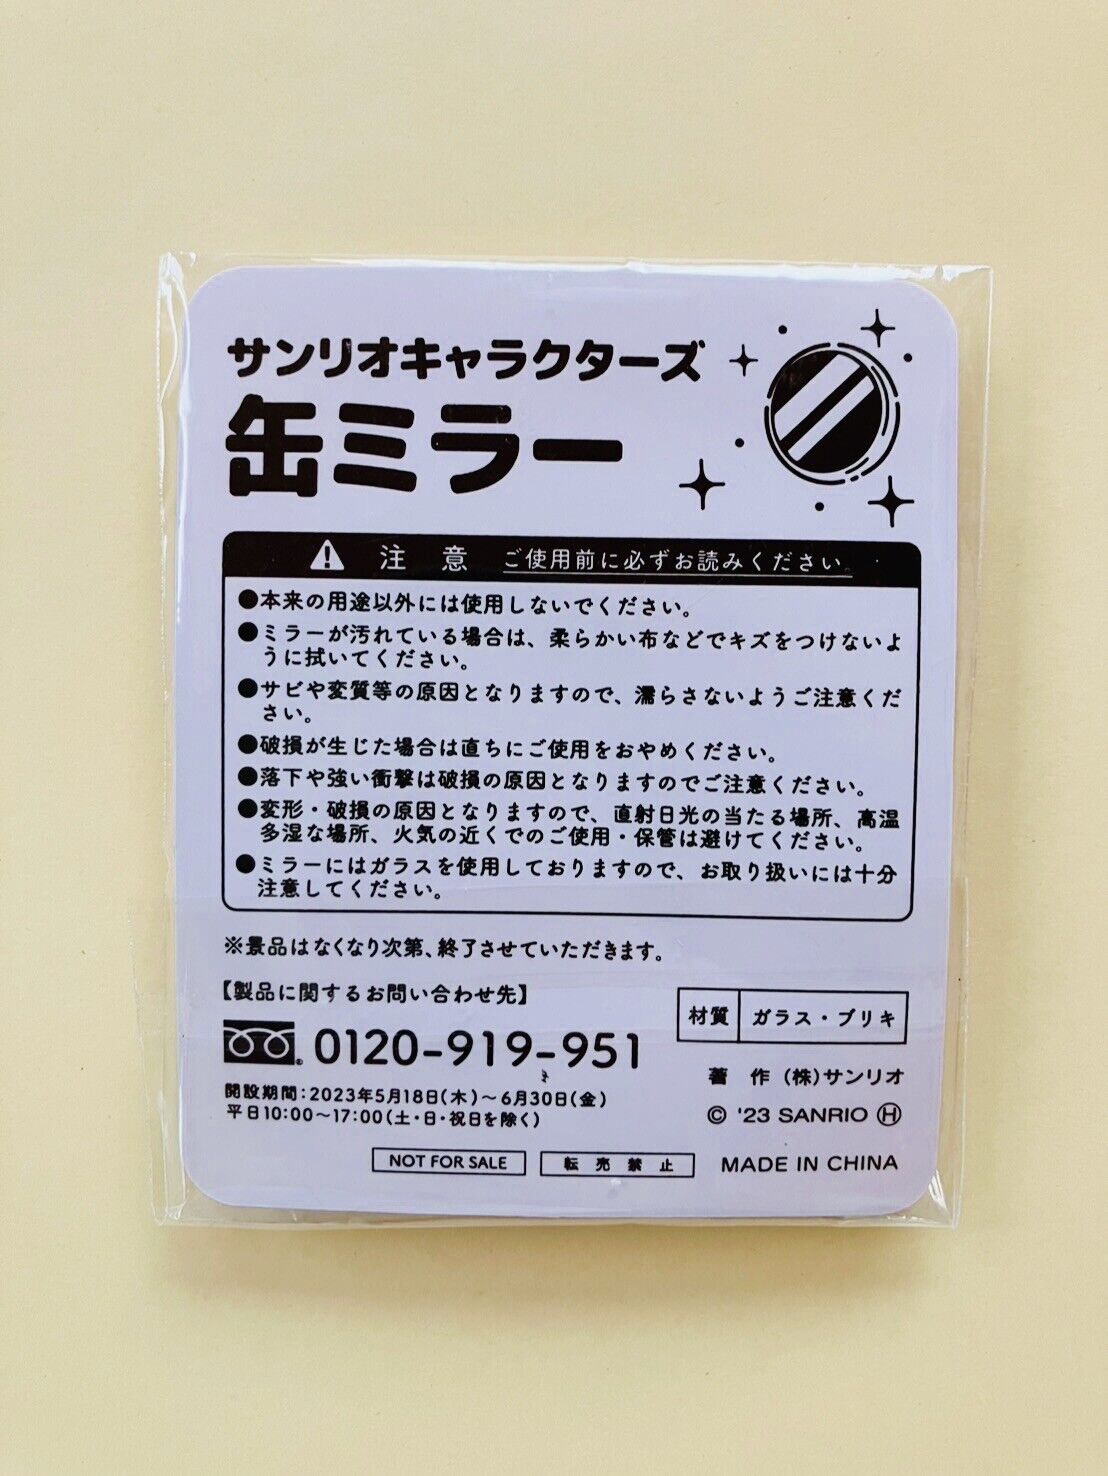 サンリオキャラクターズ
缶ミラー
注 意 ご使用前に必ずお読みください。
●本来の用途以外には使用しないでください。
●ミラーが汚れている場合は、柔らかい布などでキズをつけないよ
うに拭いてください。
●サビや変質等の原因となりますので、濡らさないようご注意くだ
さい。
●破損が生じた場合は直ちにご使用をおやめください。
●落下や強い衝撃は破損の原因となりますのでご注意ください。
●変形・破損の原因となりますので、直射日光の当たる場所、高温
多湿な場所、火気の近くでのご使用・保管は避けてください。
●ミラーにはガラスを使用しておりますので、お取り扱いには十分
注意してください。
※景品はなくなり次第、終了させていただきます。
【製品に関するお問い合わせ先】
0120-919-951
開設期間:2023年5月18日(木)～6月30日(金)
平日10:00～17:00(土・日・祝日を除く)
材質 ガラス・ブリキ
著 作 (株)サンリオ
© '23 SANRIO Ⓗ
NOT FOR SALE 転 売 禁 止 MADE IN CHINA